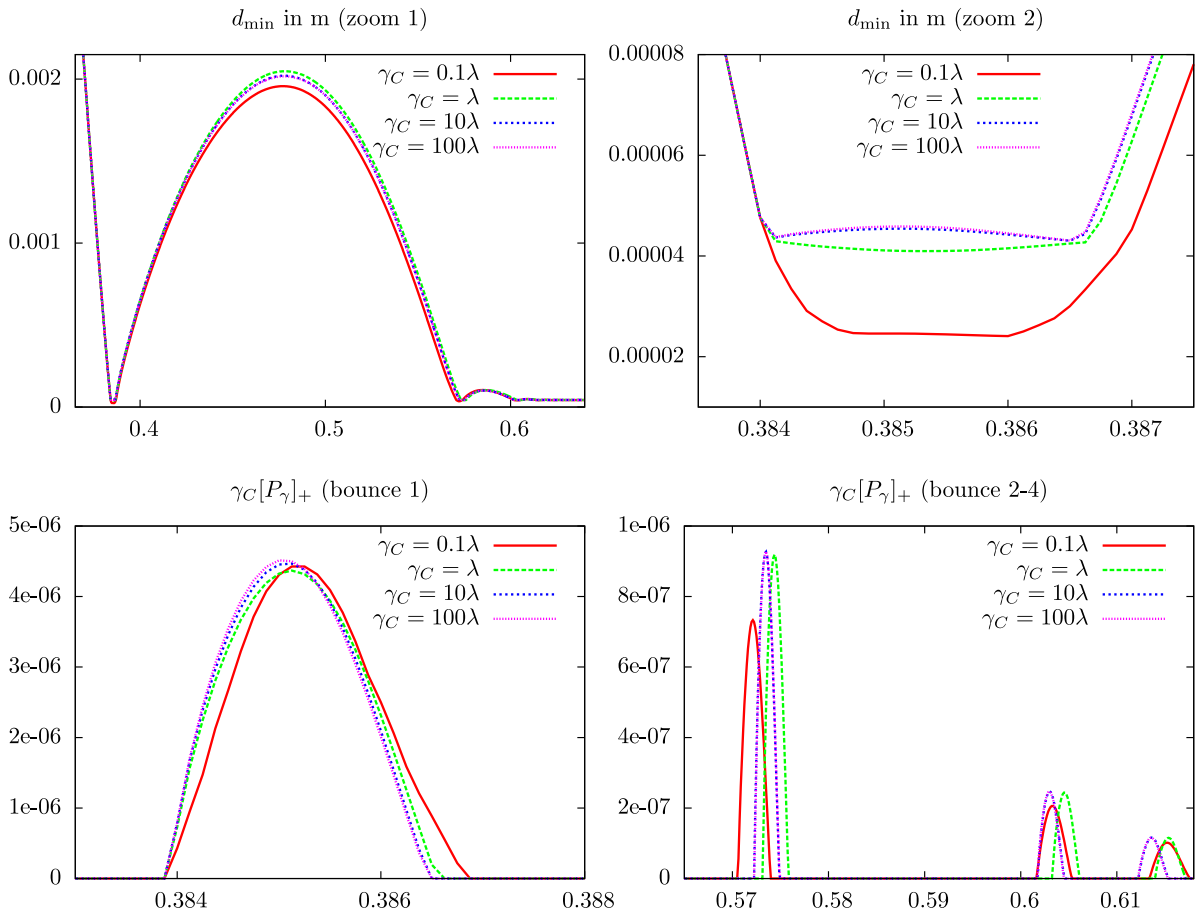 d_min in m (zoom 1)
0.002
0.001
0
0.4 0.5 0.6
γ_C = 0.1λ
γ_C = λ
γ_C = 10λ
γ_C = 100λ
d_min in m (zoom 2)
0.00008
0.00006
0.00004
0.00002
0.384 0.385 0.386 0.387
γ_C = 0.1λ
γ_C = λ
γ_C = 10λ
γ_C = 100λ
γ_C[P_γ]_+ (bounce 1)
5e-06
4e-06
3e-06
2e-06
1e-06
0
0.384 0.386 0.388
γ_C = 0.1λ
γ_C = λ
γ_C = 10λ
γ_C = 100λ
γ_C[P_γ]_+ (bounce 2-4)
1e-06
8e-07
6e-07
4e-07
2e-07
0
0.57 0.58 0.59 0.6 0.61
γ_C = 0.1λ
γ_C = λ
γ_C = 10λ
γ_C = 100λ